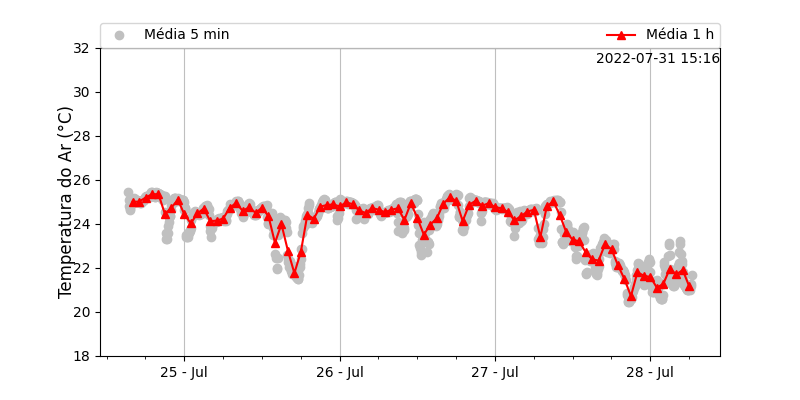 Média 5 min
Média 1 h
2022-07-31 15:16
Temperatura do Ar (°C)
32
30
28
26
24
22
20
18
25 - Jul
26 - Jul
27 - Jul
28 - Jul